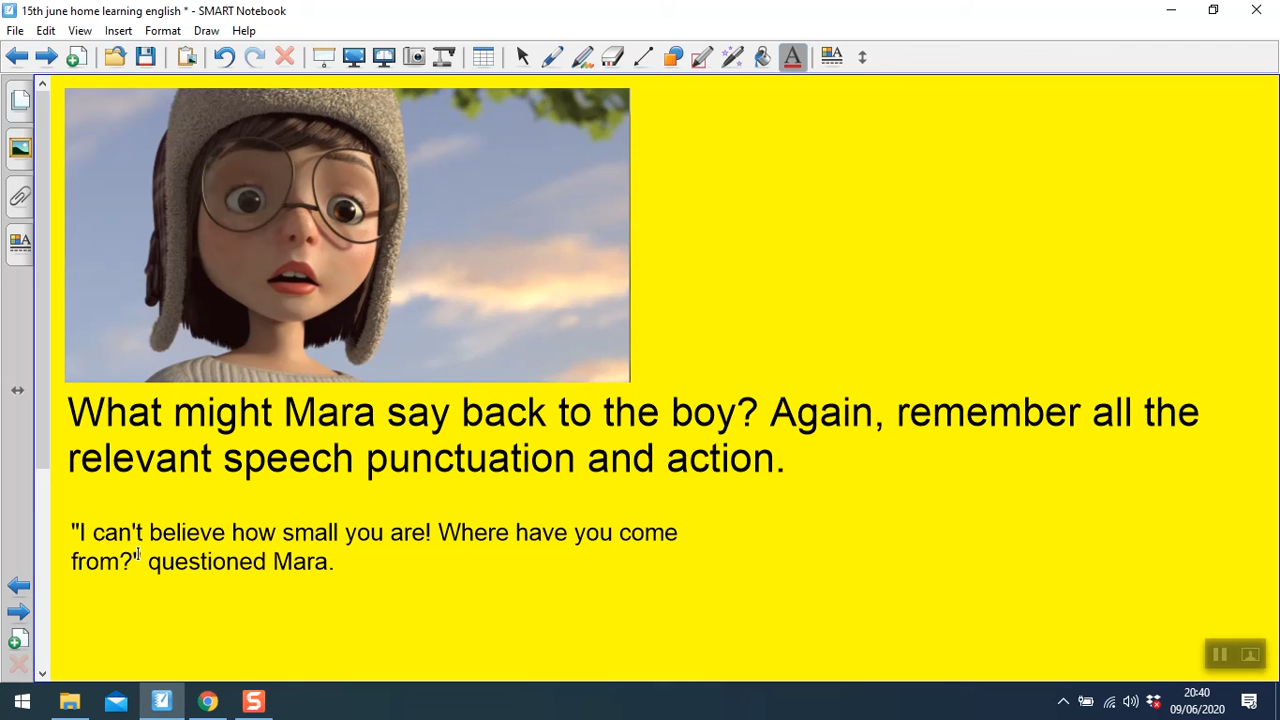 15th june home learning english * - SMART Notebook
File Edit View Insert Format Draw Help
What might Mara say back to the boy? Again, remember all the
relevant speech punctuation and action.
"I can't believe how small you are! Where have you come
from?" questioned Mara.
20:40
09/06/2020